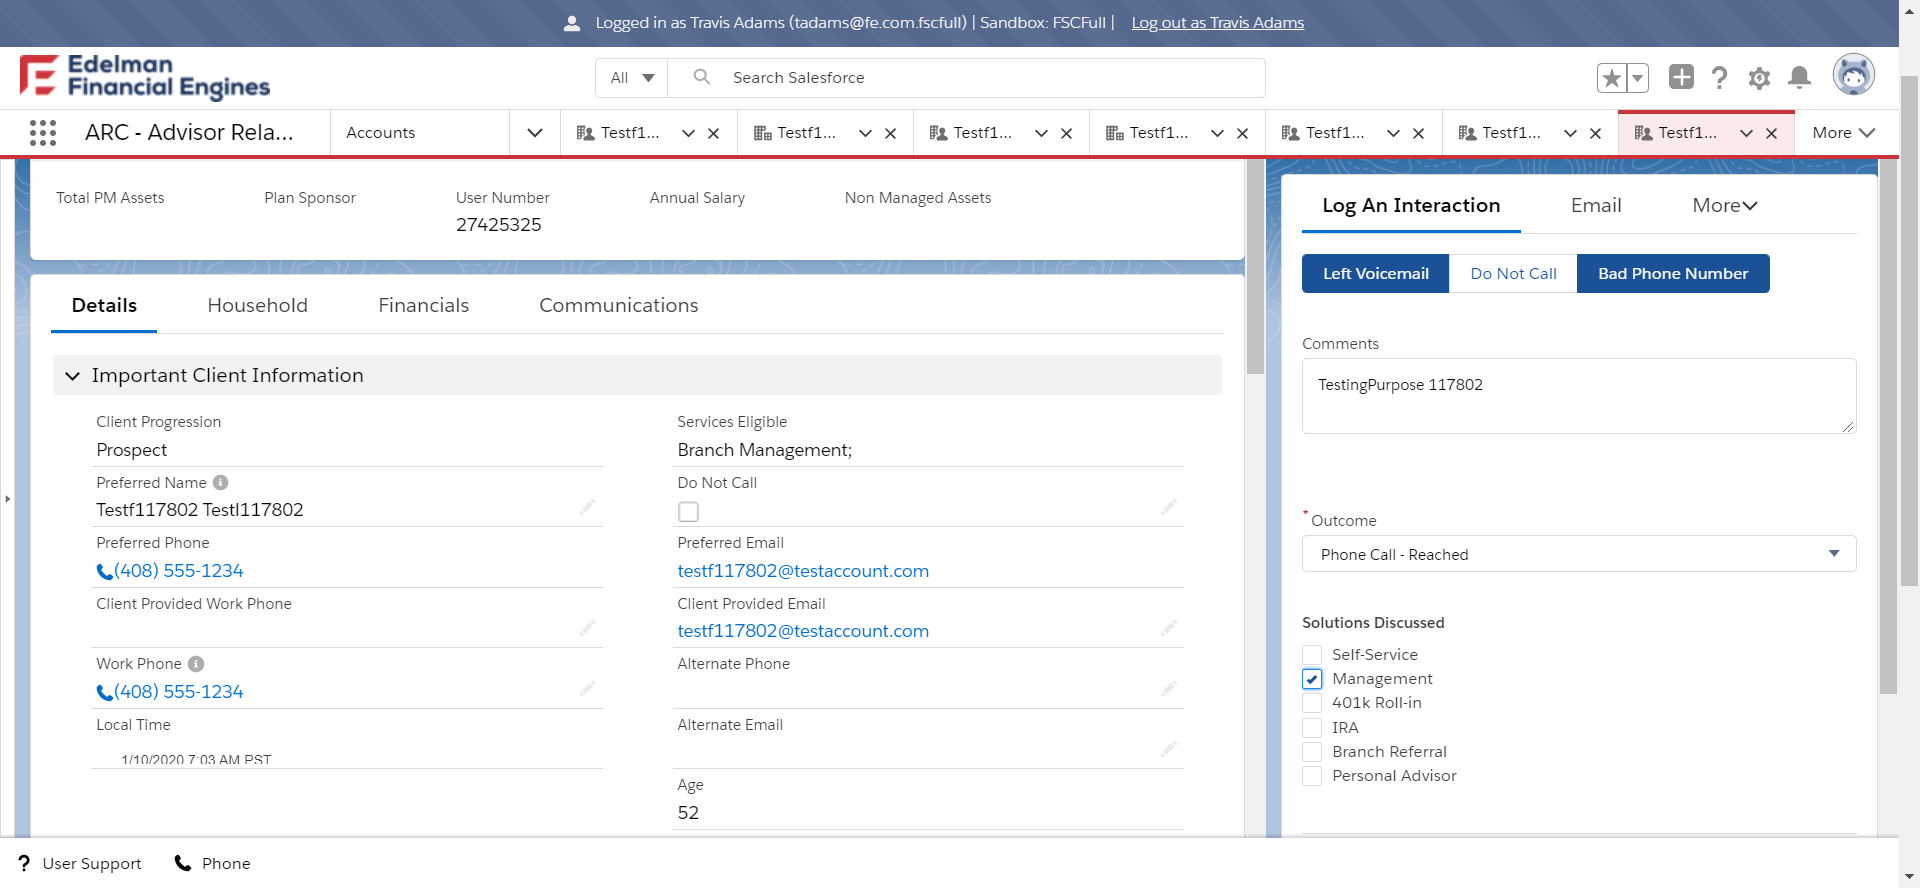 Logged in as Travis Adams (tadams@fe.com.fscfull) | Sandbox: FSCFull | Log out as Travis Adams
Edelman
Financial Engines
All
Search Salesforce
ARC - Advisor Rela...
Accounts
Testf1...
Testf1...
Testf1...
Testf1...
Testf1...
Testf1...
Testf1...
More
Total PM Assets
Plan Sponsor
User Number
27425325
Annual Salary
Non Managed Assets
Details
Household
Financials
Communications
Important Client Information
Client Progression
Prospect
Preferred Name
Testf117802 Testl117802
Preferred Phone
(408) 555-1234
Client Provided Work Phone
Work Phone
(408) 555-1234
Local Time
1/10/2020 7:03 AM PST
Services Eligible
Branch Management;
Do Not Call
Preferred Email
testf117802@testaccount.com
Client Provided Email
testf117802@testaccount.com
Alternate Phone
Alternate Email
Age
52
Log An Interaction
Email
More
Left Voicemail
Do Not Call
Bad Phone Number
Comments
TestingPurpose 117802
* Outcome
Phone Call - Reached
Solutions Discussed
Self-Service
Management
401k Roll-in
IRA
Branch Referral
Personal Advisor
? User Support
Phone